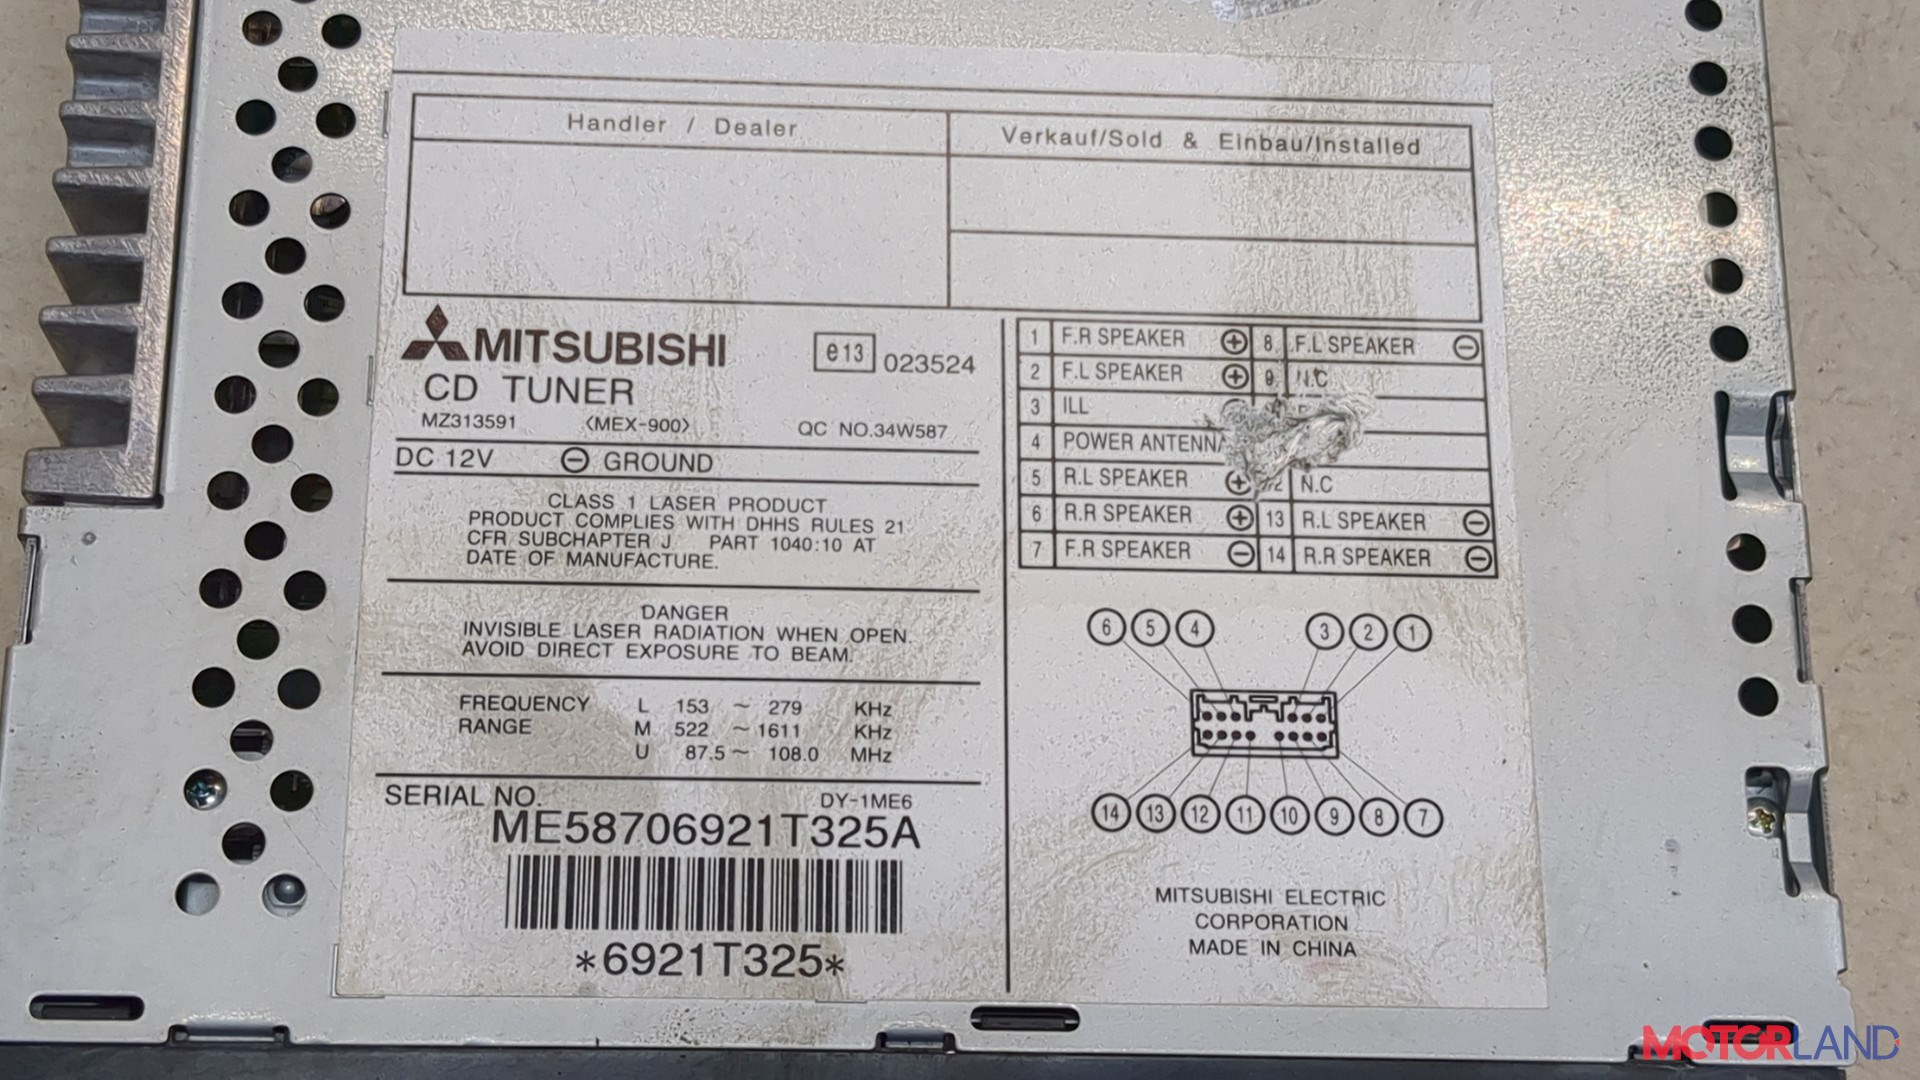 Handler / Dealer
Verkauf/Sold & Einbau/Installed
MITSUBISHI
e13 023524
CD TUNER
MZ313591 <MEX-900> QC NO.34W587
DC 12V ⊖ GROUND
CLASS 1 LASER PRODUCT
PRODUCT COMPLIES WITH DHHS RULES 21
CFR SUBCHAPTER J. PART 1040:10 AT
DATE OF MANUFACTURE.
DANGER
INVISIBLE LASER RADIATION WHEN OPEN.
AVOID DIRECT EXPOSURE TO BEAM.
FREQUENCY L 153 ~ 279 KHz
RANGE M 522 ~ 1611 KHz
U 87.5 ~ 108.0 MHz
SERIAL NO. DY-1ME6
ME58706921T325A
*6921T325*
1 F.R SPEAKER ⊕ 8 F.L SPEAKER ⊖
2 F.L SPEAKER ⊕ 9 N.C
3 ILL
4 POWER ANTENNA
5 R.L SPEAKER ⊕ 12 N.C
6 R.R SPEAKER ⊕ 13 R.L SPEAKER ⊖
7 F.R SPEAKER ⊖ 14 R.R SPEAKER ⊖
6 5 4 3 2 1
14 13 12 11 10 9 8 7
MITSUBISHI ELECTRIC
CORPORATION
MADE IN CHINA
MOTORLAND